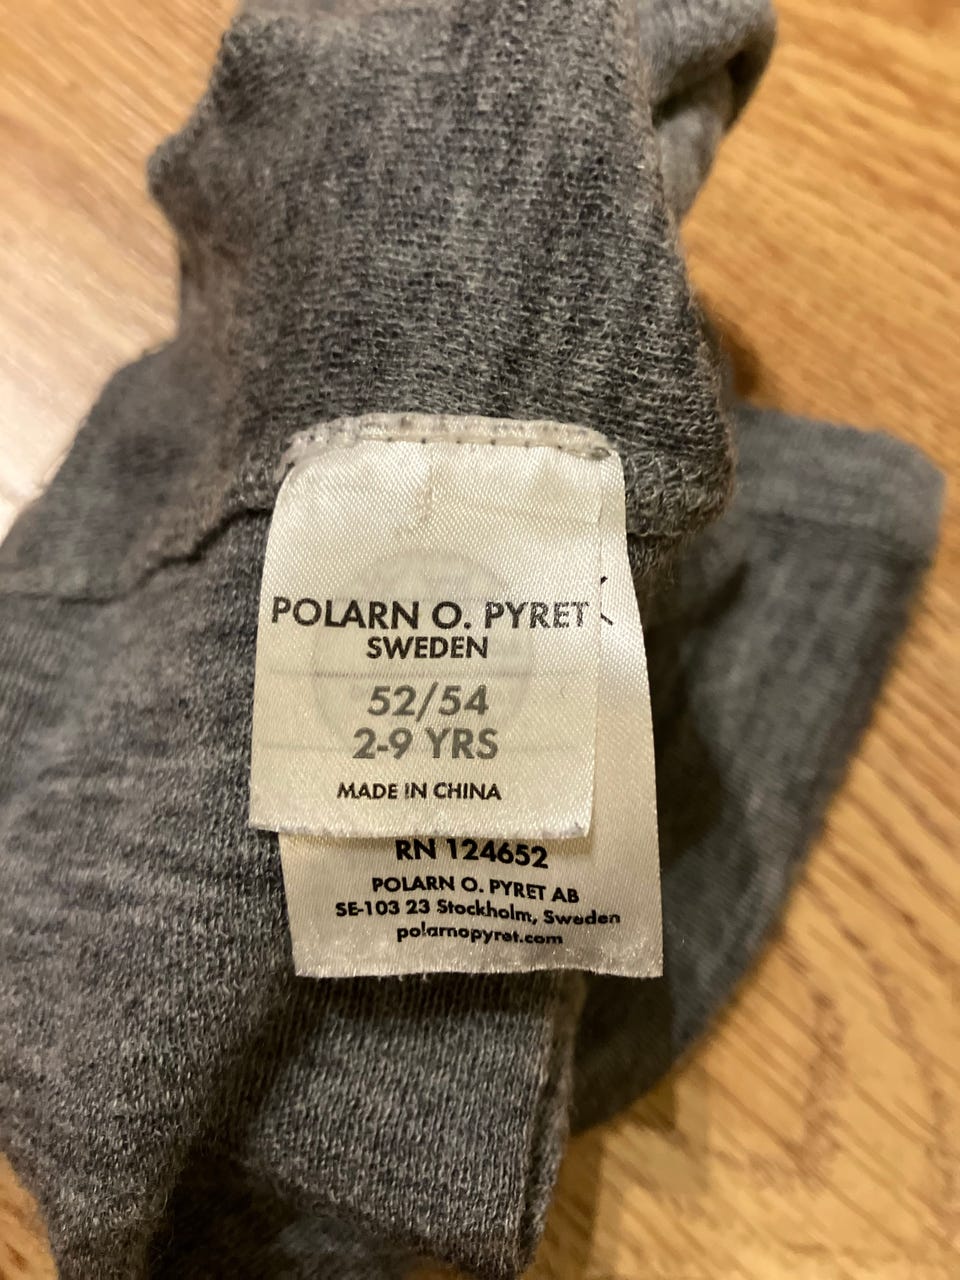 POLARN O. PYRET
SWEDEN
52/54
2-9 YRS
MADE IN CHINA
RN 124652
POLARN O. PYRET AB
SE-103 23 Stockholm, Sweden
polarnopyret.com